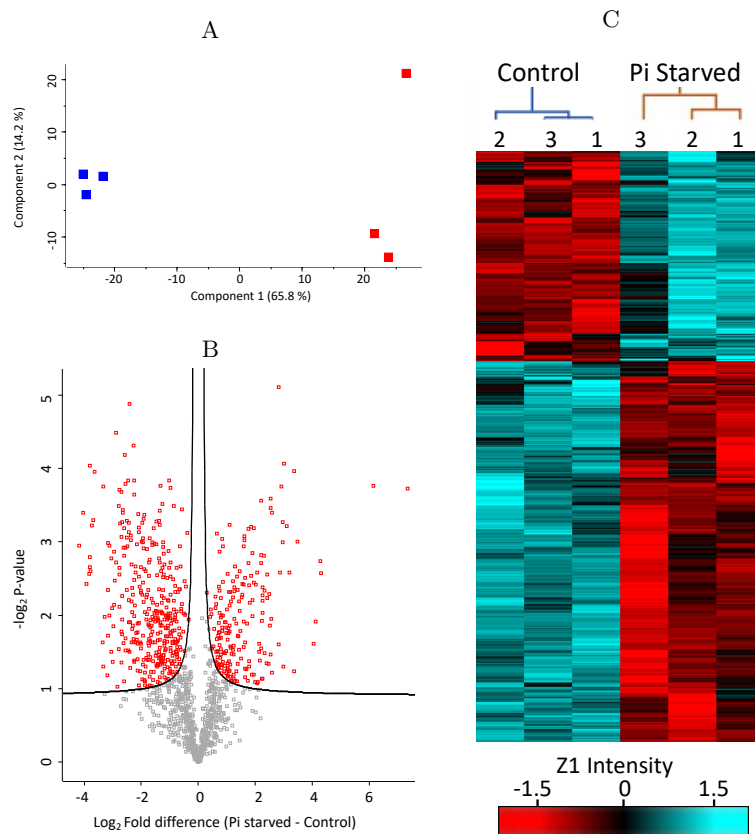 A
Component 2 (14.2 %)
20
10
0
-10
-20
-10
0
10
20
Component 1 (65.8 %)
B
-log2 P-value
5
4
3
2
1
0
-4
-2
0
2
4
6
Log2 Fold difference (Pi starved - Control)
C
Control Pi Starved
2 3 1 3 2 1
Z1 Intensity
-1.5 0 1.5